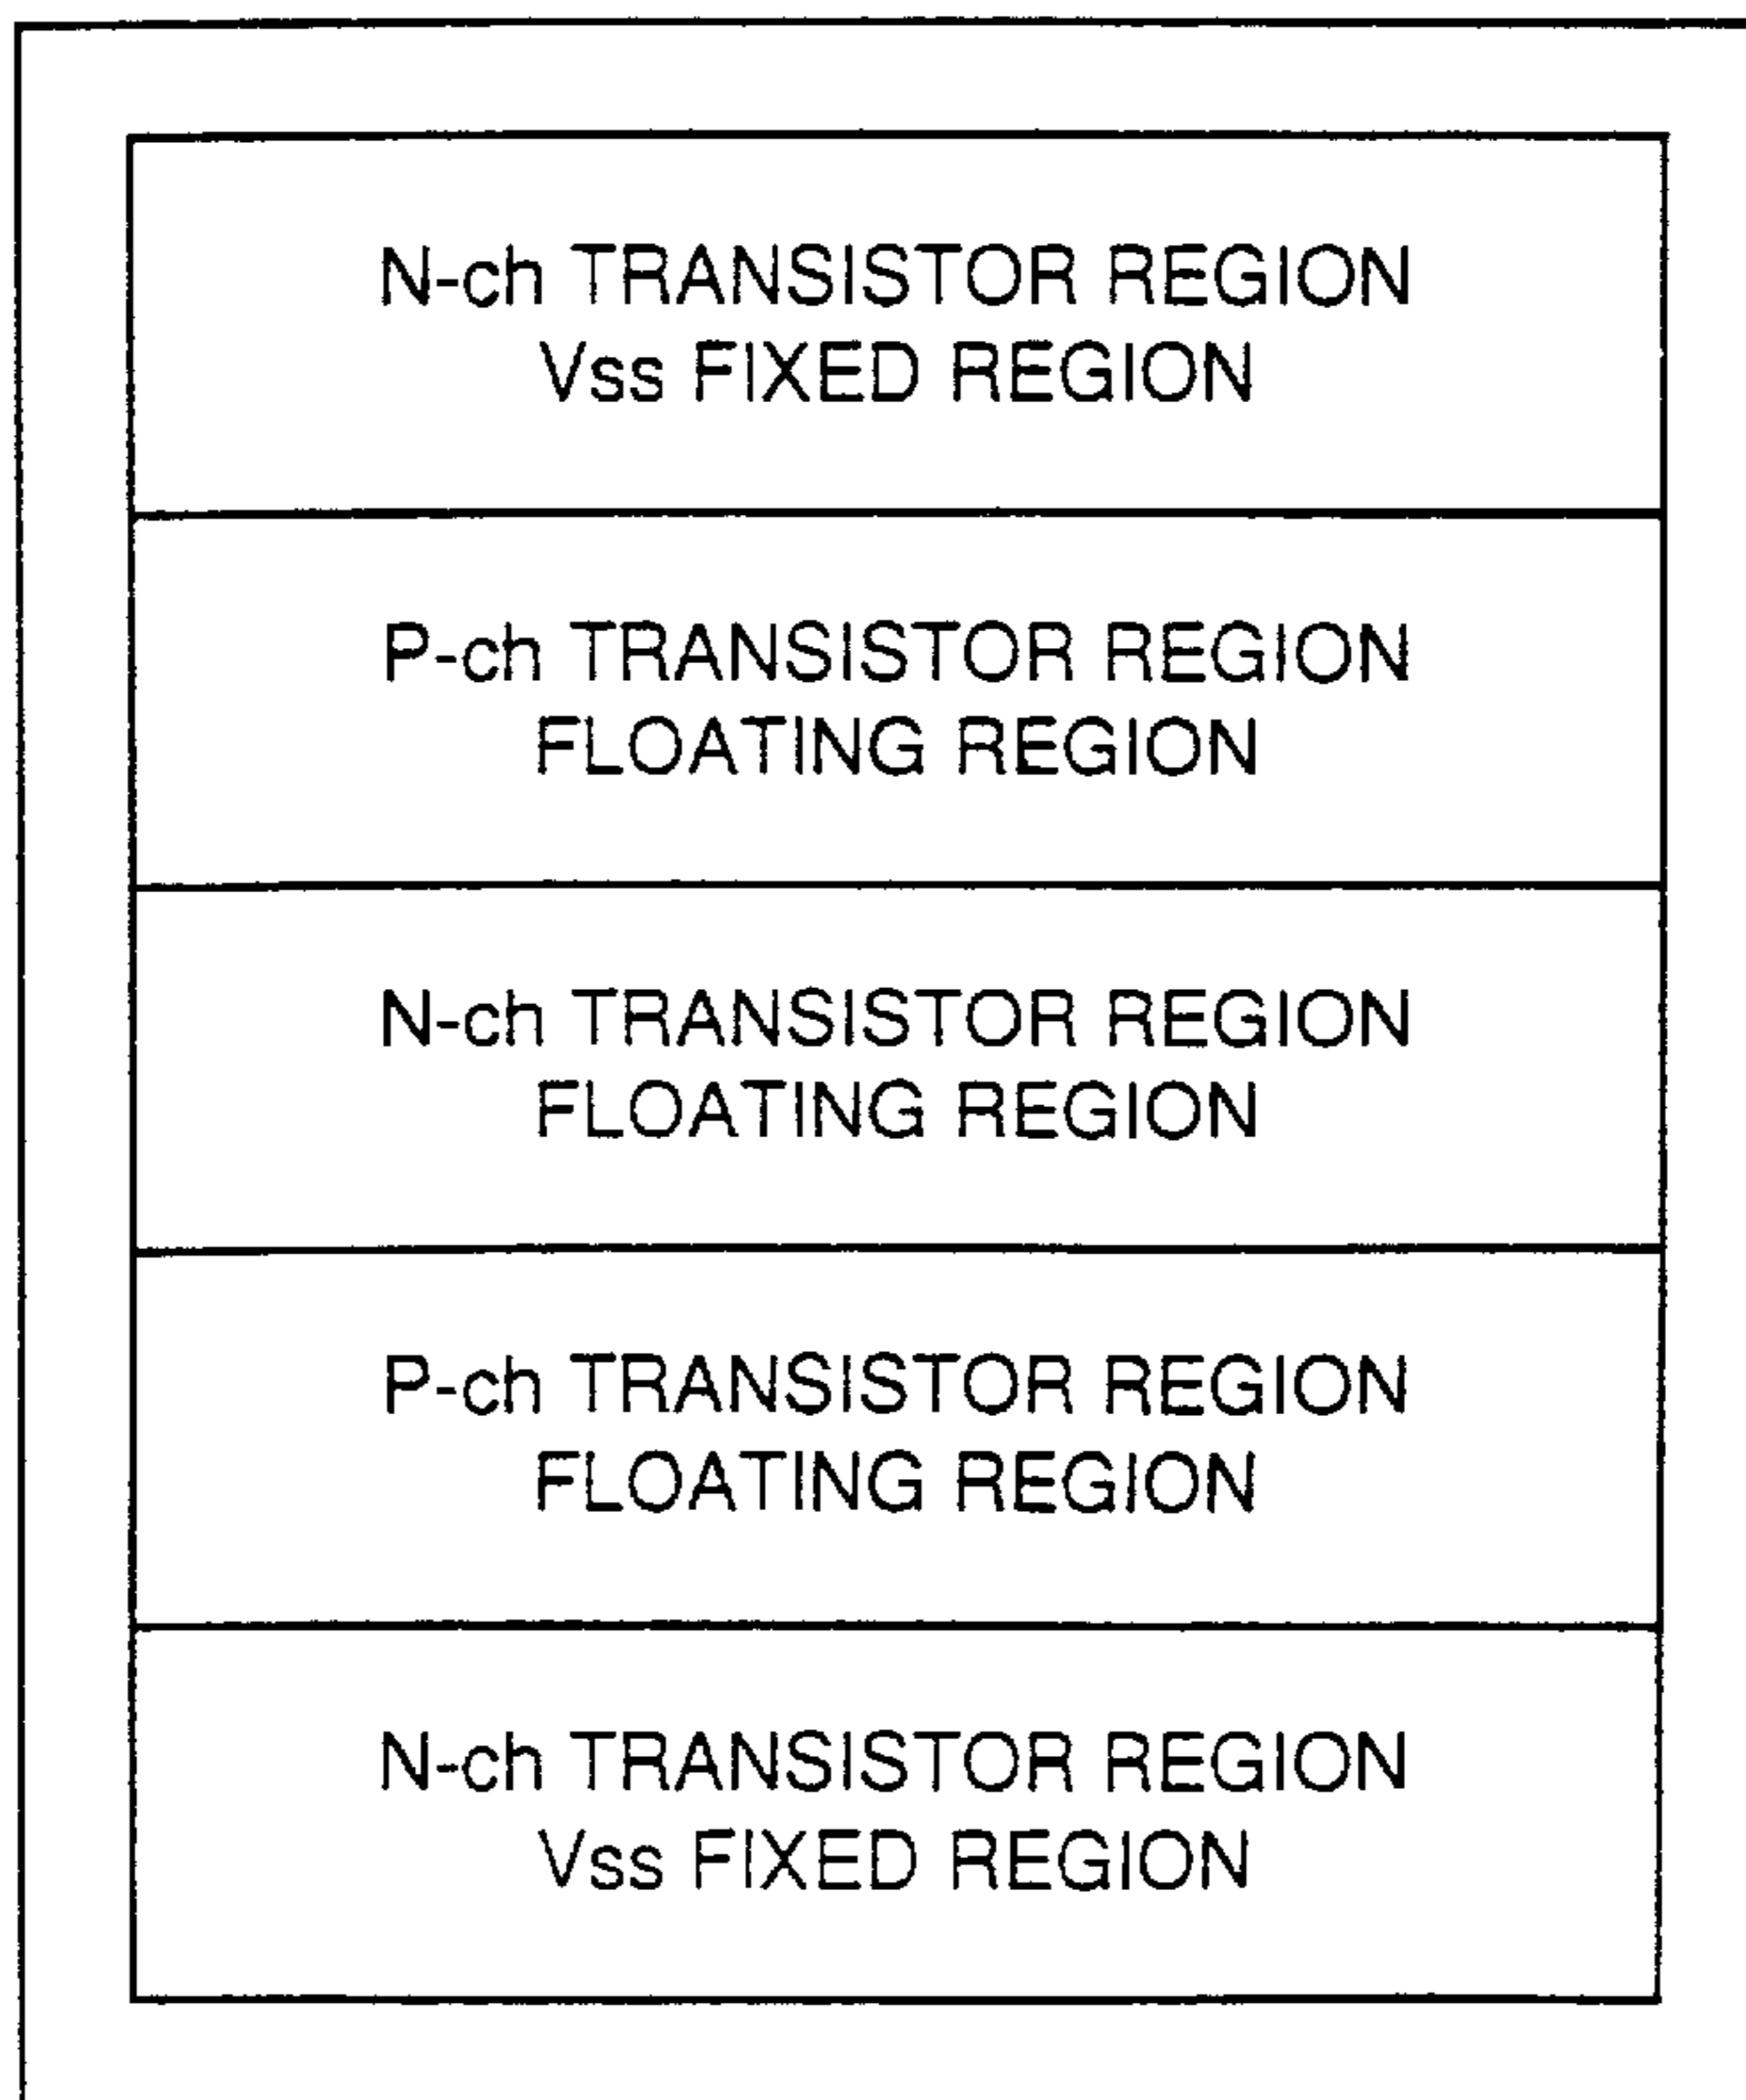 N-ch TRANSISTOR REGION
Vss FIXED REGION
P-ch TRANSISTOR REGION
FLOATING REGION
N-ch TRANSISTOR REGION
FLOATING REGION
P-ch TRANSISTOR REGION
FLOATING REGION
N-ch TRANSISTOR REGION
Vss FIXED REGION